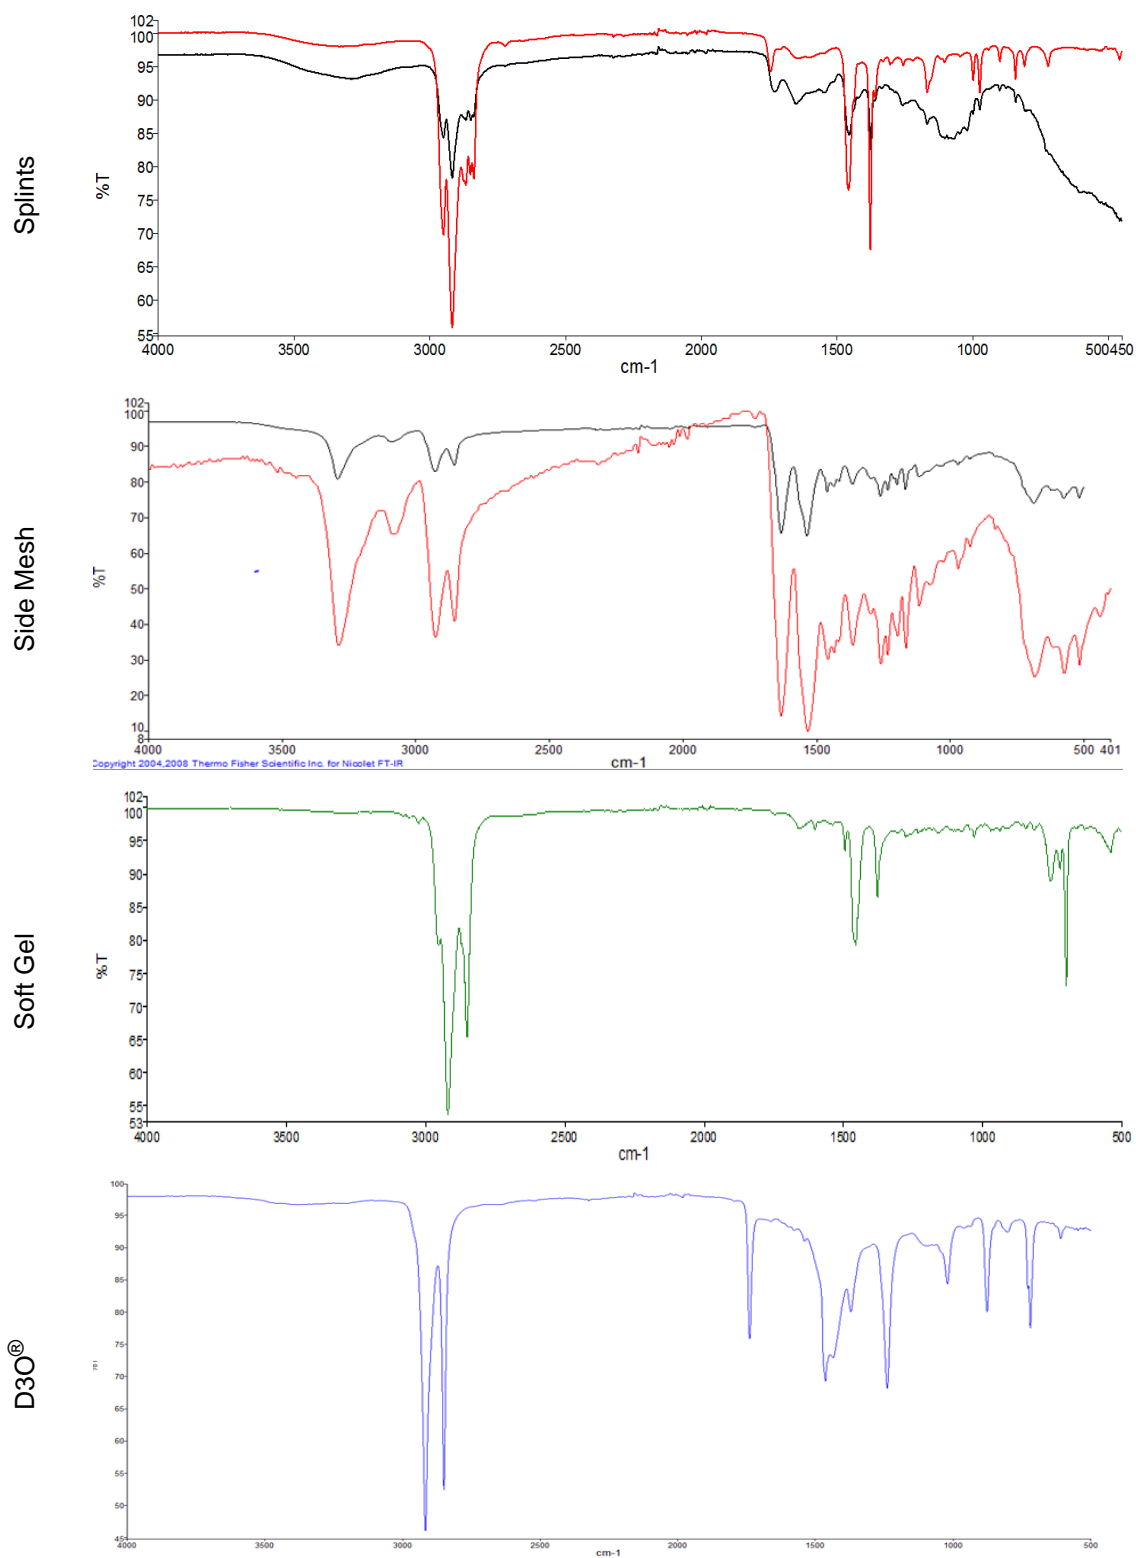 Splints
%T
102
100
95
90
85
80
75
70
65
60
55
4000 3500 3000 2500 2000 1500 1000 500450
cm-1
Side Mesh
%T
102
100
90
80
70
60
50
40
30
20
10
8
4000 3500 3000 2500 2000 1500 1000 500 401
Copyright 2004,2008 Thermo Fisher Scientific Inc. for Nicolet FT-IR
cm-1
Soft Gel
%T
102
100
95
90
85
80
75
70
65
60
55
53
4000 3500 3000 2500 2000 1500 1000 500
cm-1
D3O®
100
95
90
85
80
75
70
65
60
55
50
45
4000 3500 3000 2500 2000 1500 1000 500
cm-1